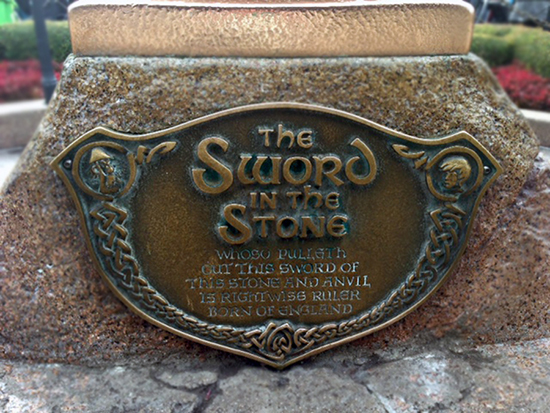 THE
SWORD
IN THE
STONE
WHOSO PULLETH
OUT THIS SWORD OF
THIS STONE AND ANVIL
IS RIGHTWISE RULER
BORN OF ENGLAND